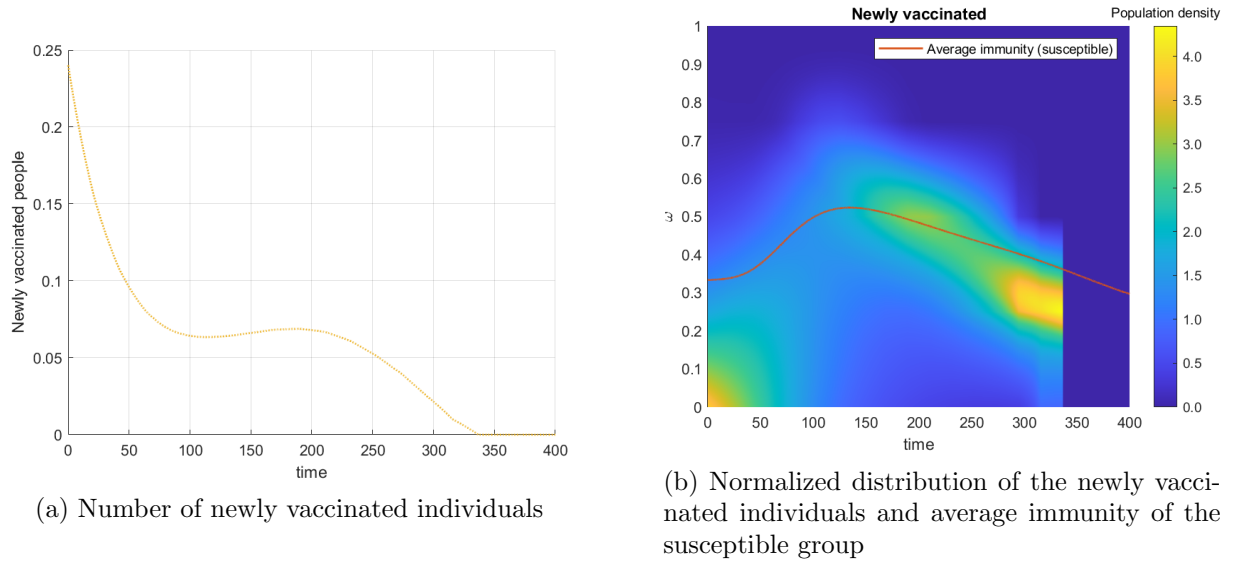 0.25
0.2
0.15
0.1
0.05
0
Newly vaccinated people
0 50 100 150 200 250 300 350 400
time
(a) Number of newly vaccinated individuals
Newly vaccinated
Population density
Average immunity (susceptible)
1
0.9
0.8
0.7
0.6
0.5
0.4
0.3
0.2
0.1
0
ω
0 50 100 150 200 250 300 350 400
time
4.0
3.5
3.0
2.5
2.0
1.5
1.0
0.5
0.0
(b) Normalized distribution of the newly vacci-
nated individuals and average immunity of the
susceptible group